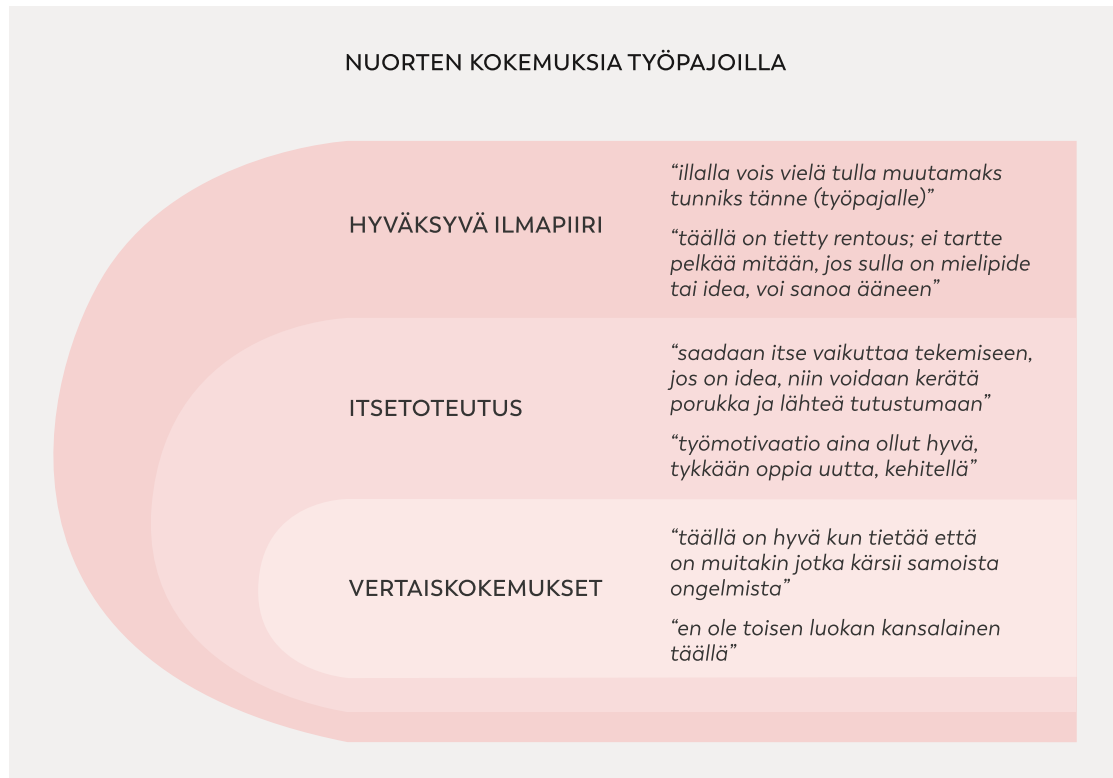 NUORTEN KOKEMUKSIA TYÖPAJOILLA
HYVÄKSYVÄ ILMAPIIRI
“illalla vois vielä tulla muutamaks
tunniks tänne (työpajalle)”
“täällä on tietty rentous; ei tartte
pelkää mitään, jos sulla on mielipide
tai idea, voi sanoa ääneen”
ITSETOTEUTUS
“saadaan itse vaikuttaa tekemiseen,
jos on idea, niin voidaan kerätä
porukka ja lähteä tutustumaan”
“työmotivaatio aina ollut hyvä,
tykkään oppia uutta, kehitellä”
VERTAISKOKEMUKSET
“täällä on hyvä kun tietää että
on muitakin jotka kärsii samoista
ongelmista”
“en ole toisen luokan kansalainen
täällä”